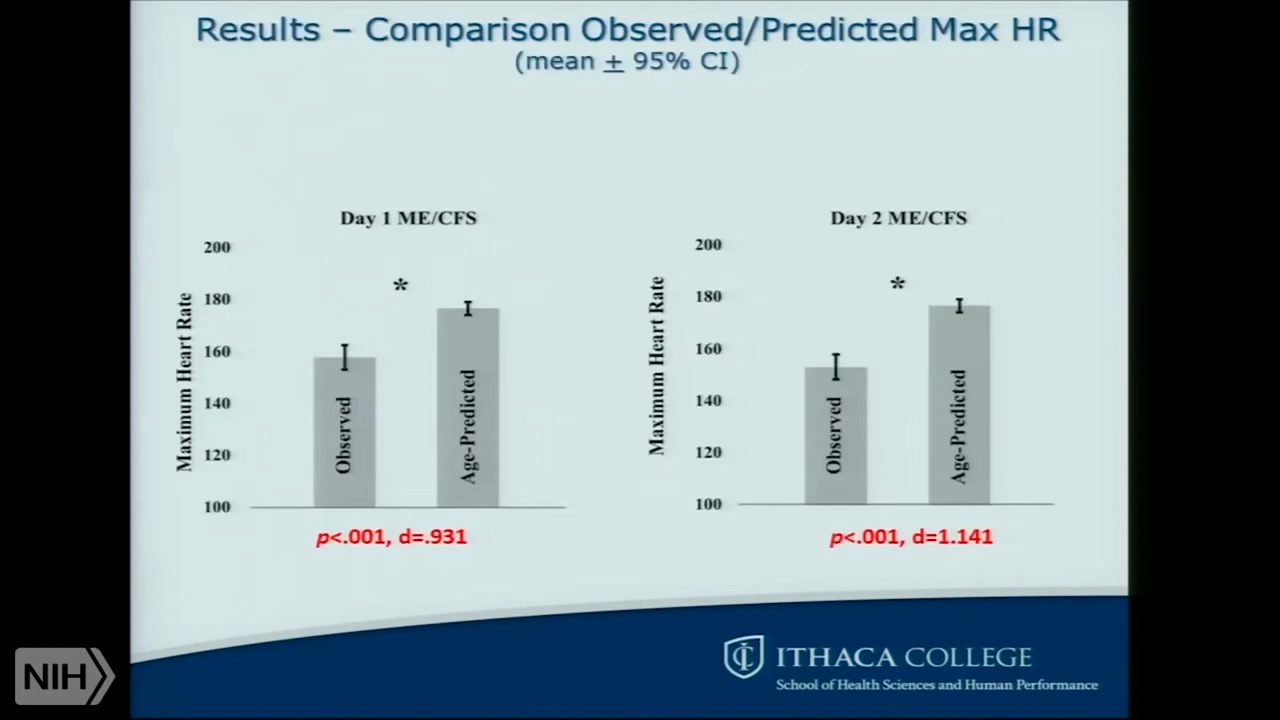 Results – Comparison Observed/Predicted Max HR
(mean ± 95% CI)
Day 1 ME/CFS
200
180
160
140
120
100
Maximum Heart Rate
*
Observed
Age-Predicted
p<.001, d=.931
Day 2 ME/CFS
200
180
160
140
120
100
Maximum Heart Rate
*
Observed
Age-Predicted
p<.001, d=1.141
NIH
IC
ITHACA COLLEGE
School of Health Sciences and Human Performance